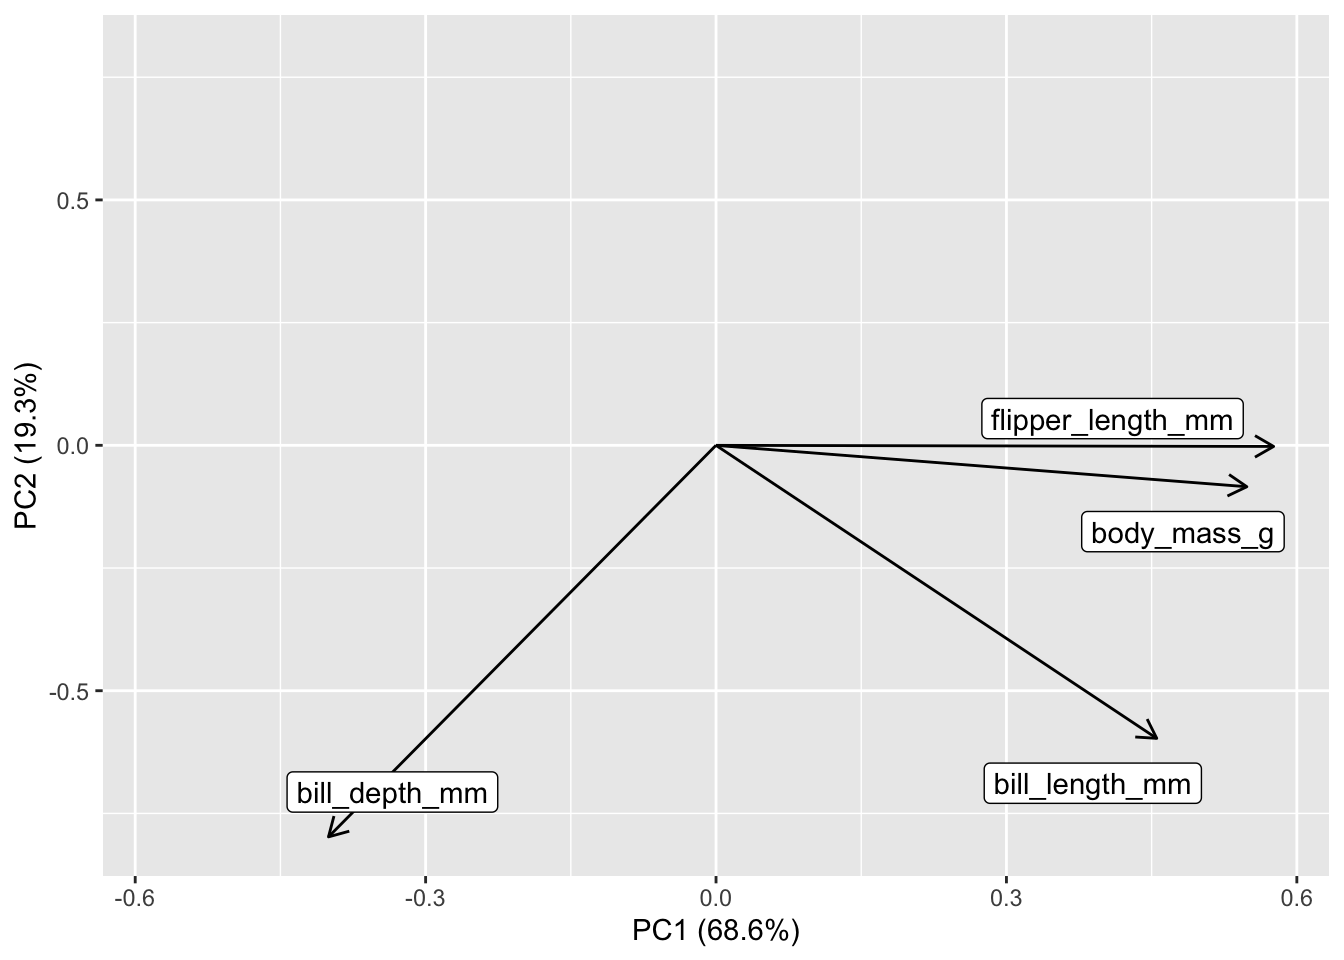 0.5
0.0
-0.5
PC2 (19.3%)
flipper_length_mm
body_mass_g
bill_length_mm
bill_depth_mm
-0.6
-0.3
0.0
0.3
0.6
PC1 (68.6%)